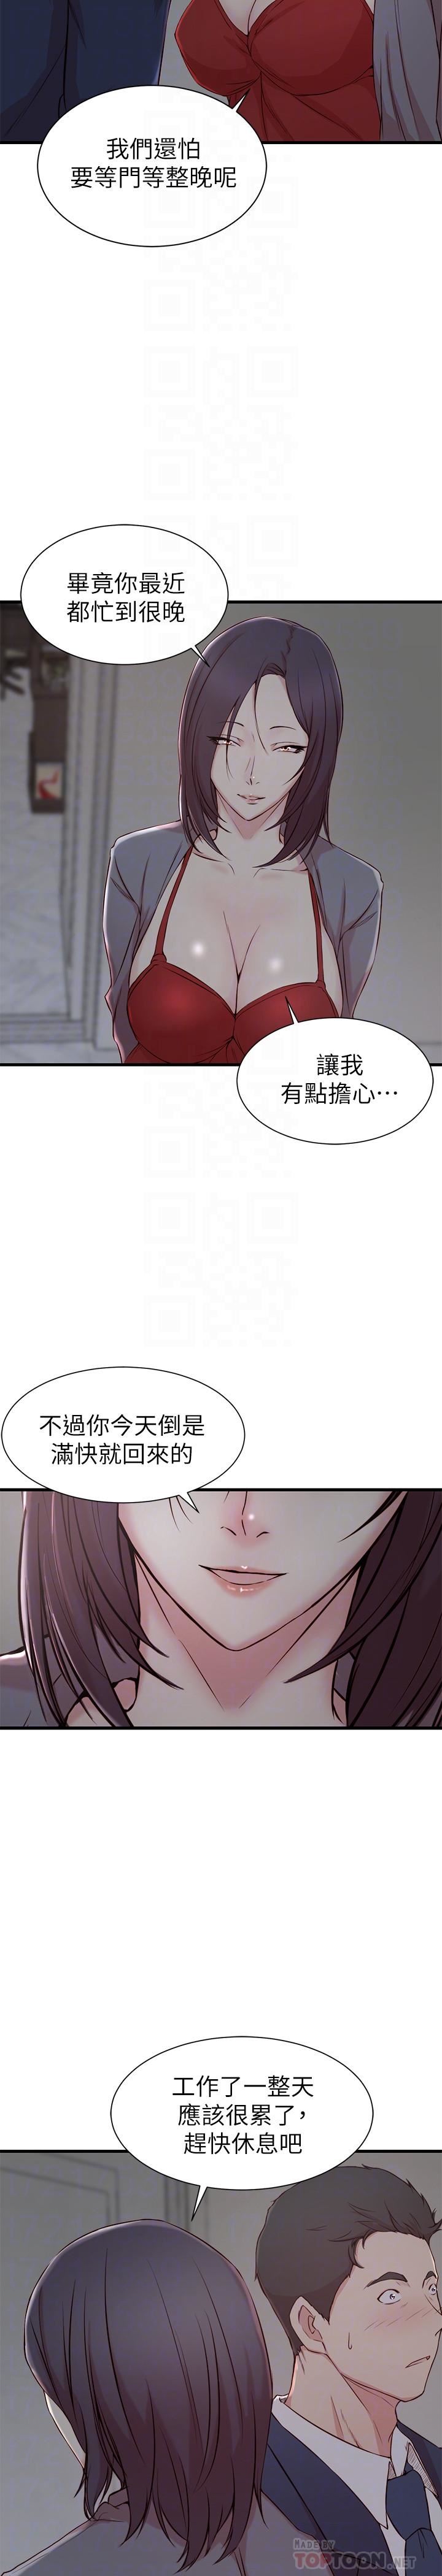 我們還怕
要等門等整晚呢
畢竟你最近
都忙到很晚
讓我
有點擔心…
不過你今天倒是
滿快就回來的
工作了一整天
應該很累了，
趕快休息吧
MADE BY
TOPTOON.NET